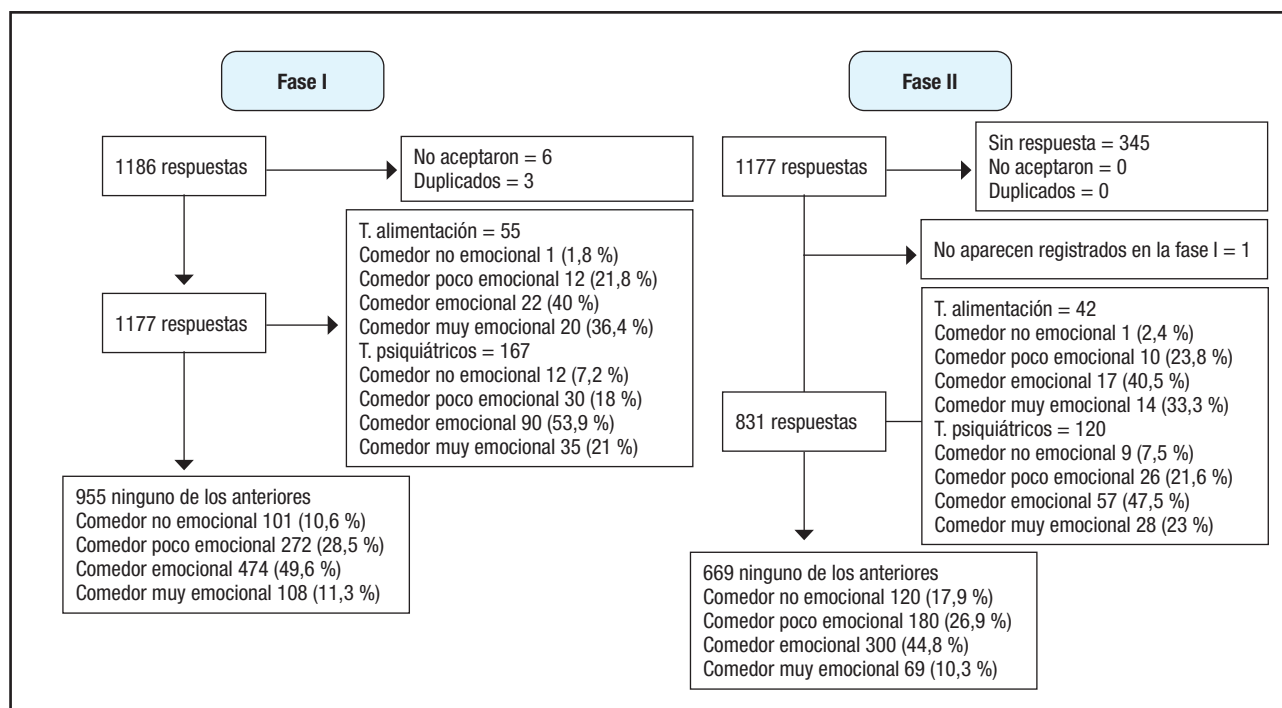 Fase I
1186 respuestas
No aceptaron = 6
Duplicados = 3
1177 respuestas
T. alimentación = 55
Comedor no emocional 1 (1,8 %)
Comedor poco emocional 12 (21,8 %)
Comedor emocional 22 (40 %)
Comedor muy emocional 20 (36,4 %)
T. psiquiátricos = 167
Comedor no emocional 12 (7,2 %)
Comedor poco emocional 30 (18 %)
Comedor emocional 90 (53,9 %)
Comedor muy emocional 35 (21 %)
955 ninguno de los anteriores
Comedor no emocional 101 (10,6 %)
Comedor poco emocional 272 (28,5 %)
Comedor emocional 474 (49,6 %)
Comedor muy emocional 108 (11,3 %)
Fase II
1177 respuestas
Sin respuesta = 345
No aceptaron = 0
Duplicados = 0
No aparecen registrados en la fase I = 1
831 respuestas
T. alimentación = 42
Comedor no emocional 1 (2,4 %)
Comedor poco emocional 10 (23,8 %)
Comedor emocional 17 (40,5 %)
Comedor muy emocional 14 (33,3 %)
T. psiquiátricos = 120
Comedor no emocional 9 (7,5 %)
Comedor poco emocional 26 (21,6 %)
Comedor emocional 57 (47,5 %)
Comedor muy emocional 28 (23 %)
669 ninguno de los anteriores
Comedor no emocional 120 (17,9 %)
Comedor poco emocional 180 (26,9 %)
Comedor emocional 300 (44,8 %)
Comedor muy emocional 69 (10,3 %)